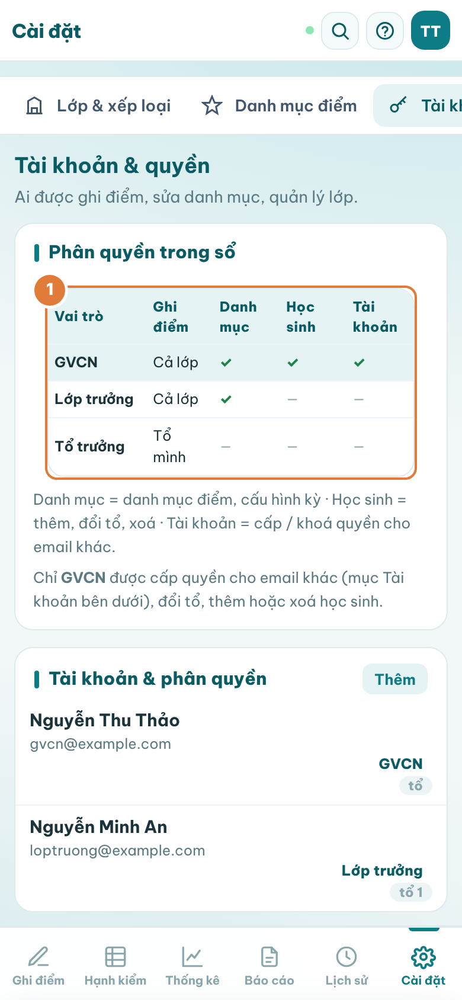 Cài đặt
TT
Lớp & xếp loại
Danh mục điểm
Tài kh
Tài khoản & quyền
Ai được ghi điểm, sửa danh mục, quản lý lớp.
Phân quyền trong sổ
1
Vai trò Ghi điểm Danh mục Học sinh Tài khoản
GVCN Cả lớp ✓ ✓ ✓
Lớp trưởng Cả lớp ✓ – –
Tổ trưởng Tổ mình – – –
Danh mục = danh mục điểm, cấu hình kỳ · Học sinh =
thêm, đổi tổ, xoá · Tài khoản = cấp / khoá quyền cho
email khác.
Chỉ GVCN được cấp quyền cho email khác (mục Tài
khoản bên dưới), đổi tổ, thêm hoặc xoá học sinh.
Tài khoản & phân quyền
Thêm
Nguyễn Thu Thảo
gvcn@example.com
GVCN
tổ
Nguyễn Minh An
loptruong@example.com
Lớp trưởng
tổ 1
Ghi điểm
Hạnh kiểm
Thống kê
Báo cáo
Lịch sử
Cài đặt